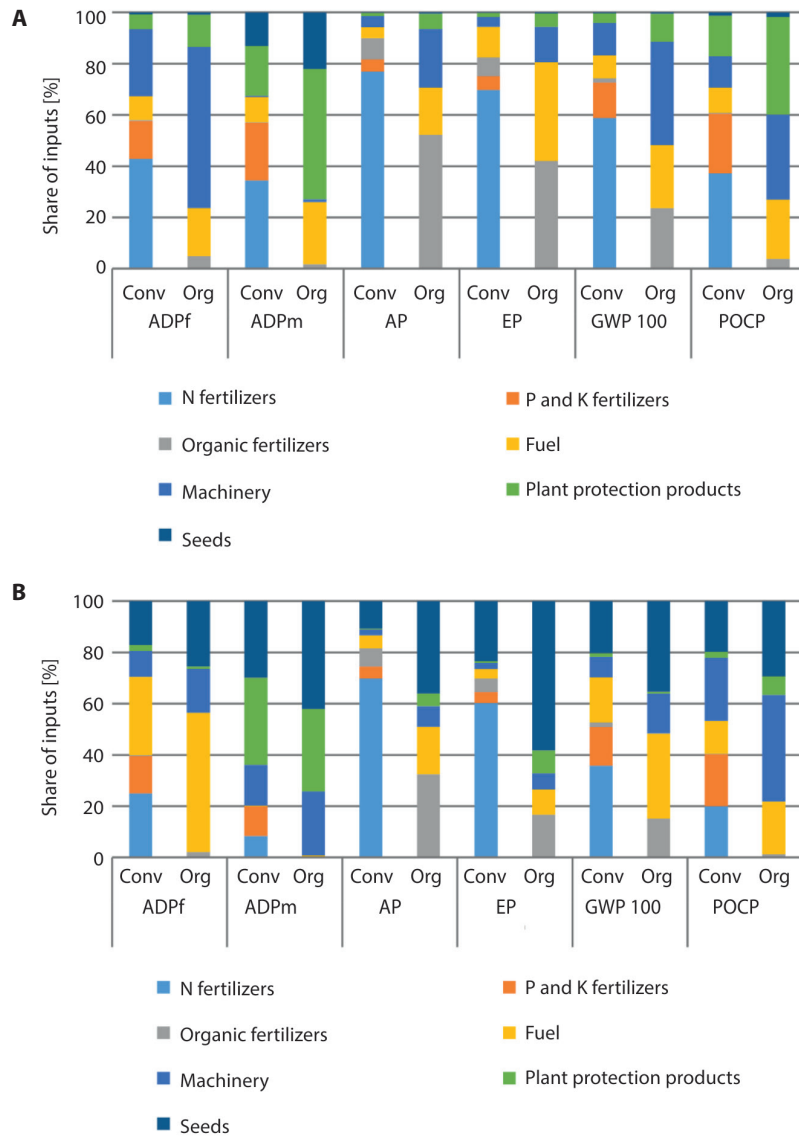 A
Share of inputs [%]
100
80
60
40
20
0
Conv Org Conv Org Conv Org Conv Org Conv Org Conv Org
ADPf ADPm AP EP GWP 100 POCP
N fertilizers P and K fertilizers
Organic fertilizers Fuel
Machinery Plant protection products
Seeds
B
Share of inputs [%]
100
80
60
40
20
0
Conv Org Conv Org Conv Org Conv Org Conv Org Conv Org
ADPf ADPm AP EP GWP 100 POCP
N fertilizers P and K fertilizers
Organic fertilizers Fuel
Machinery Plant protection products
Seeds